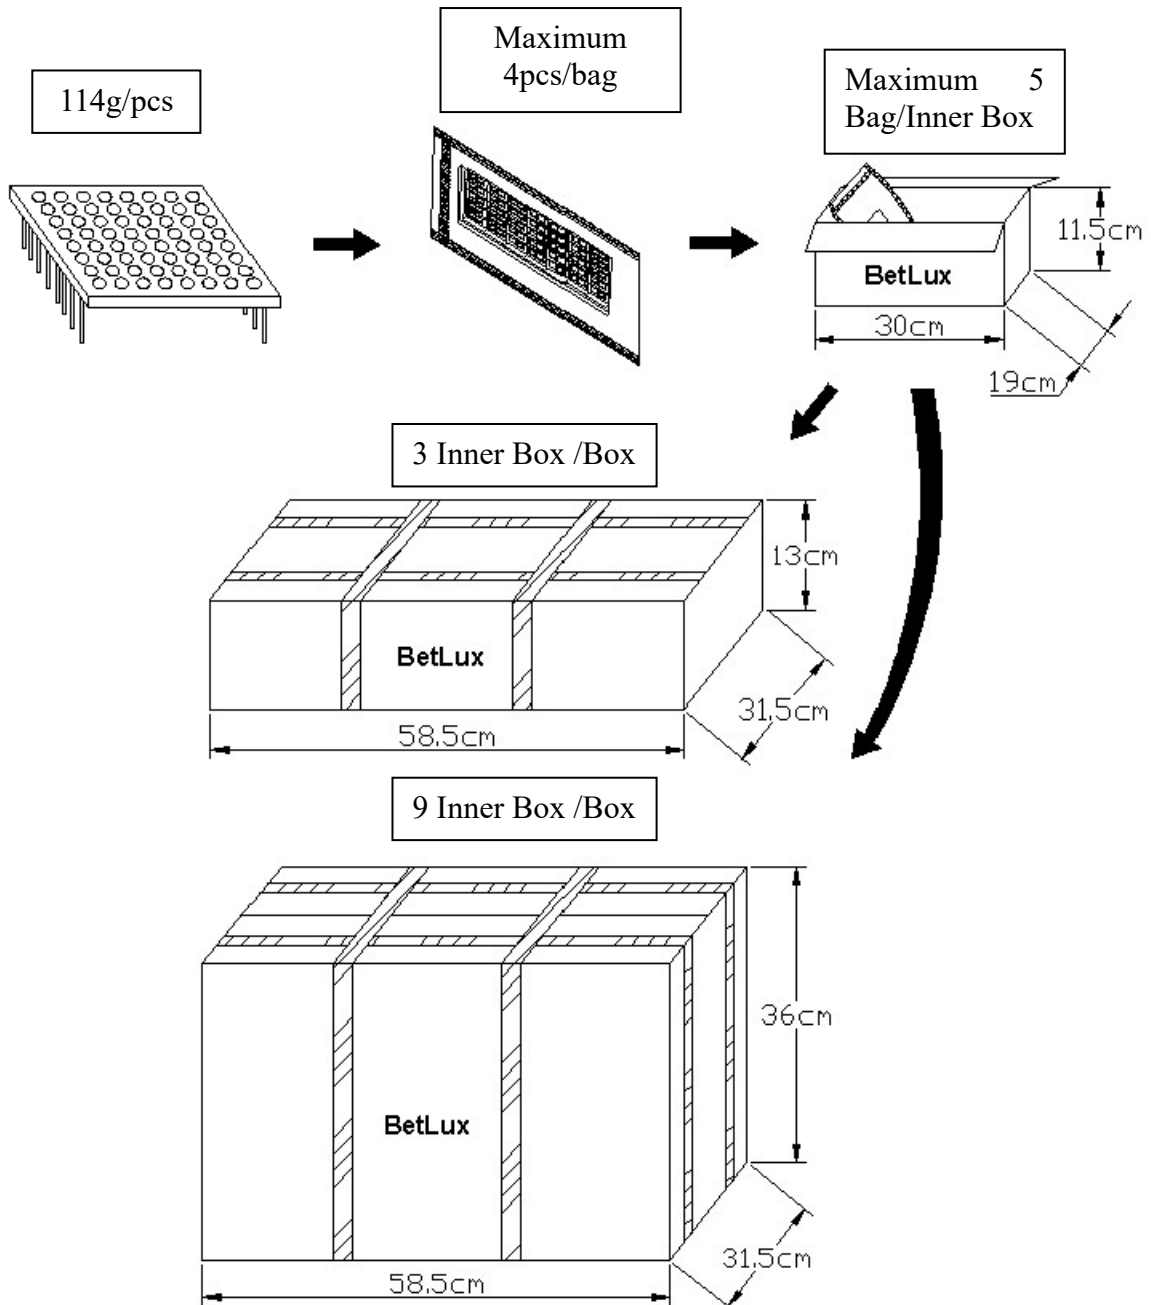 114g/pcs
Maximum
4pcs/bag
Maximum 5
Bag/Inner Box
BetLux
11.5cm
30cm
19cm
3 Inner Box /Box
BetLux
13cm
31.5cm
58.5cm
9 Inner Box /Box
BetLux
36cm
31.5cm
58.5cm